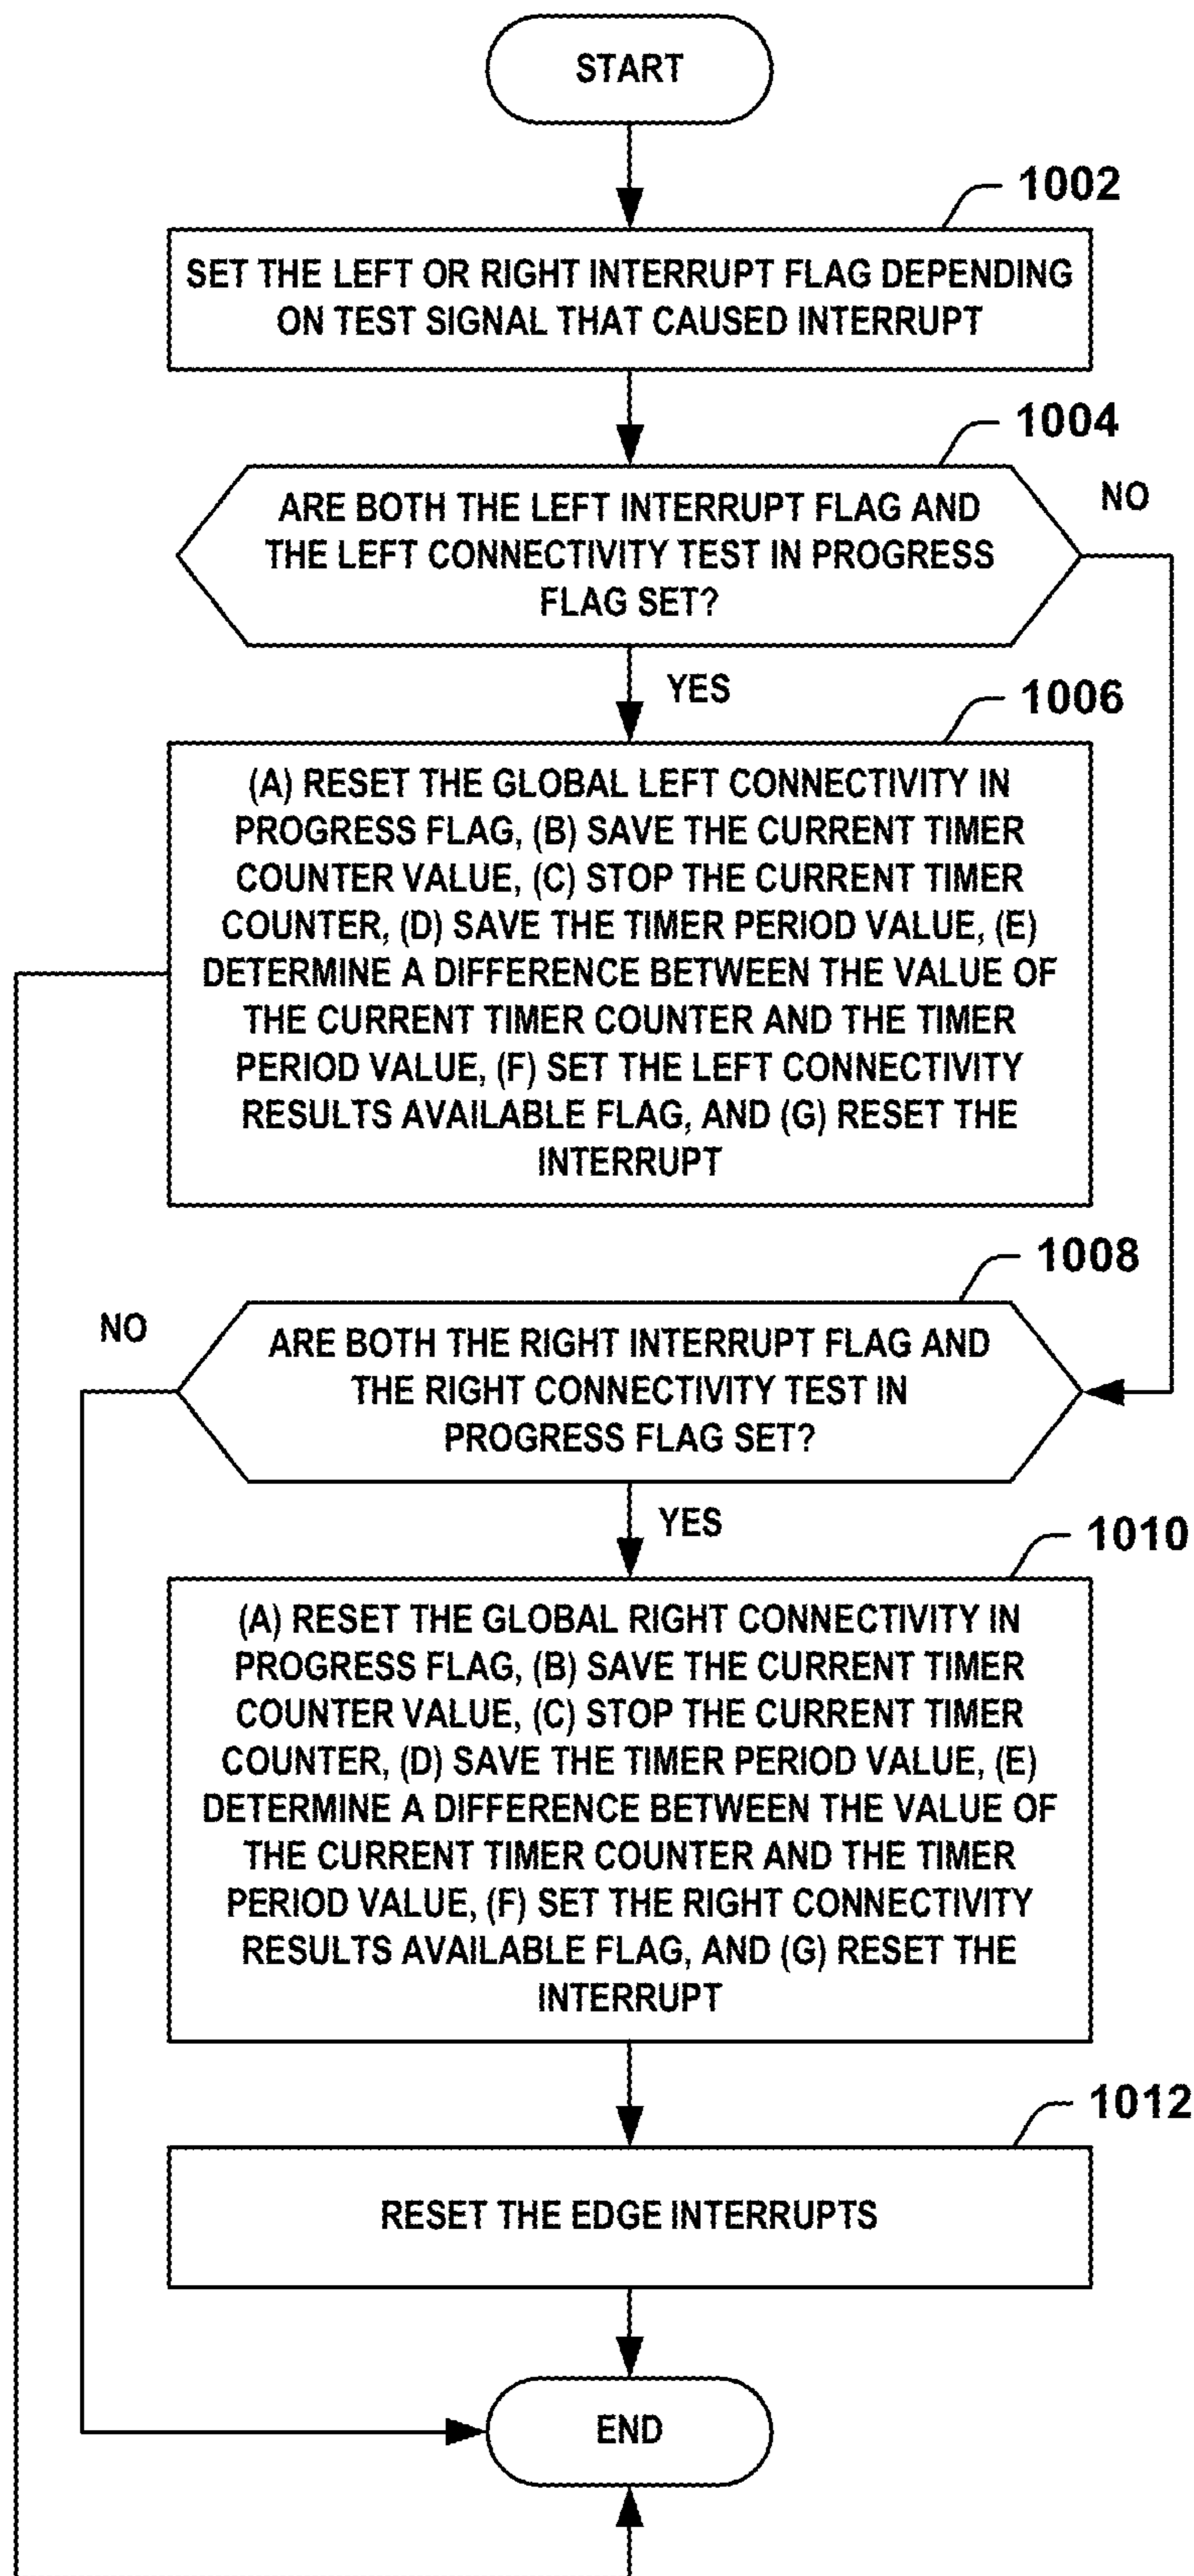 START
1002
SET THE LEFT OR RIGHT INTERRUPT FLAG DEPENDING
ON TEST SIGNAL THAT CAUSED INTERRUPT
1004
ARE BOTH THE LEFT INTERRUPT FLAG AND
THE LEFT CONNECTIVITY TEST IN PROGRESS
FLAG SET?
NO
YES
1006
(A) RESET THE GLOBAL LEFT CONNECTIVITY IN
PROGRESS FLAG, (B) SAVE THE CURRENT TIMER
COUNTER VALUE, (C) STOP THE CURRENT TIMER
COUNTER, (D) SAVE THE TIMER PERIOD VALUE, (E)
DETERMINE A DIFFERENCE BETWEEN THE VALUE OF
THE CURRENT TIMER COUNTER AND THE TIMER
PERIOD VALUE, (F) SET THE LEFT CONNECTIVITY
RESULTS AVAILABLE FLAG, AND (G) RESET THE
INTERRUPT
1008
NO
ARE BOTH THE RIGHT INTERRUPT FLAG AND
THE RIGHT CONNECTIVITY TEST IN
PROGRESS FLAG SET?
YES
1010
(A) RESET THE GLOBAL RIGHT CONNECTIVITY IN
PROGRESS FLAG, (B) SAVE THE CURRENT TIMER
COUNTER VALUE, (C) STOP THE CURRENT TIMER
COUNTER, (D) SAVE THE TIMER PERIOD VALUE, (E)
DETERMINE A DIFFERENCE BETWEEN THE VALUE OF
THE CURRENT TIMER COUNTER AND THE TIMER
PERIOD VALUE, (F) SET THE RIGHT CONNECTIVITY
RESULTS AVAILABLE FLAG, AND (G) RESET THE
INTERRUPT
1012
RESET THE EDGE INTERRUPTS
END